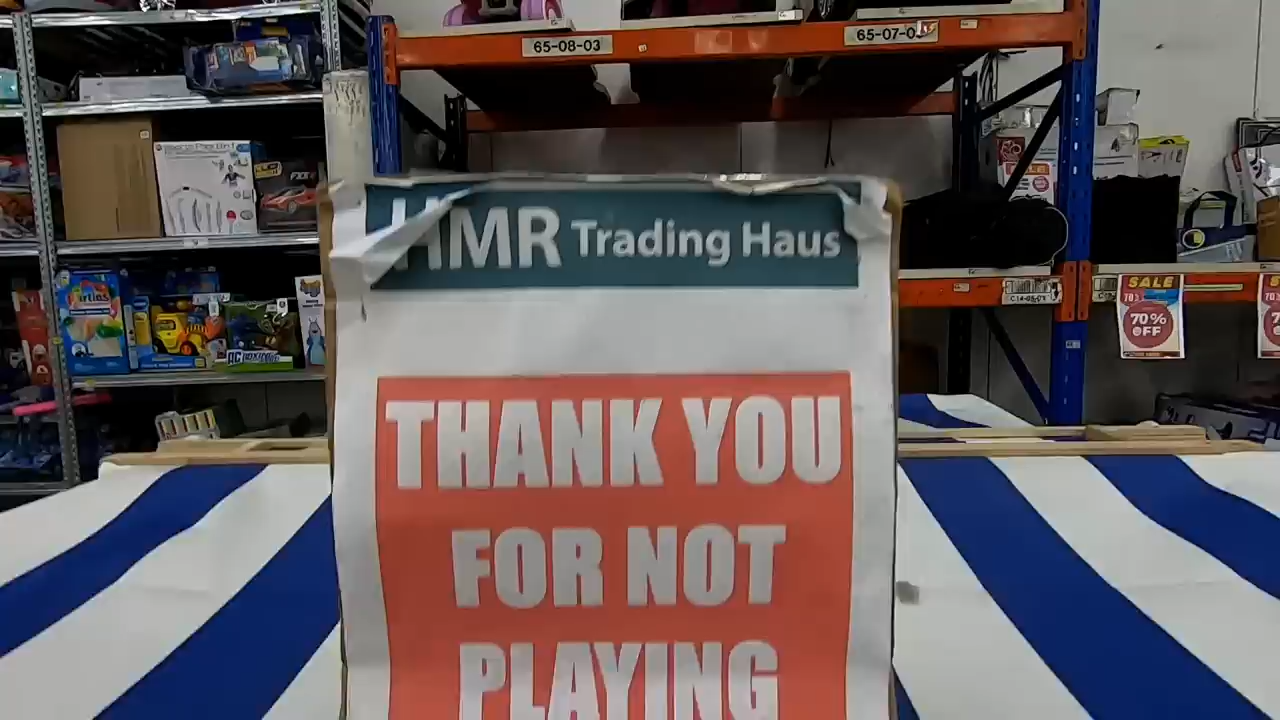 65-08-03
65-07-0
HMR Trading Haus
SALE
70%
OFF
THANK YOU
FOR NOT
PLAYING